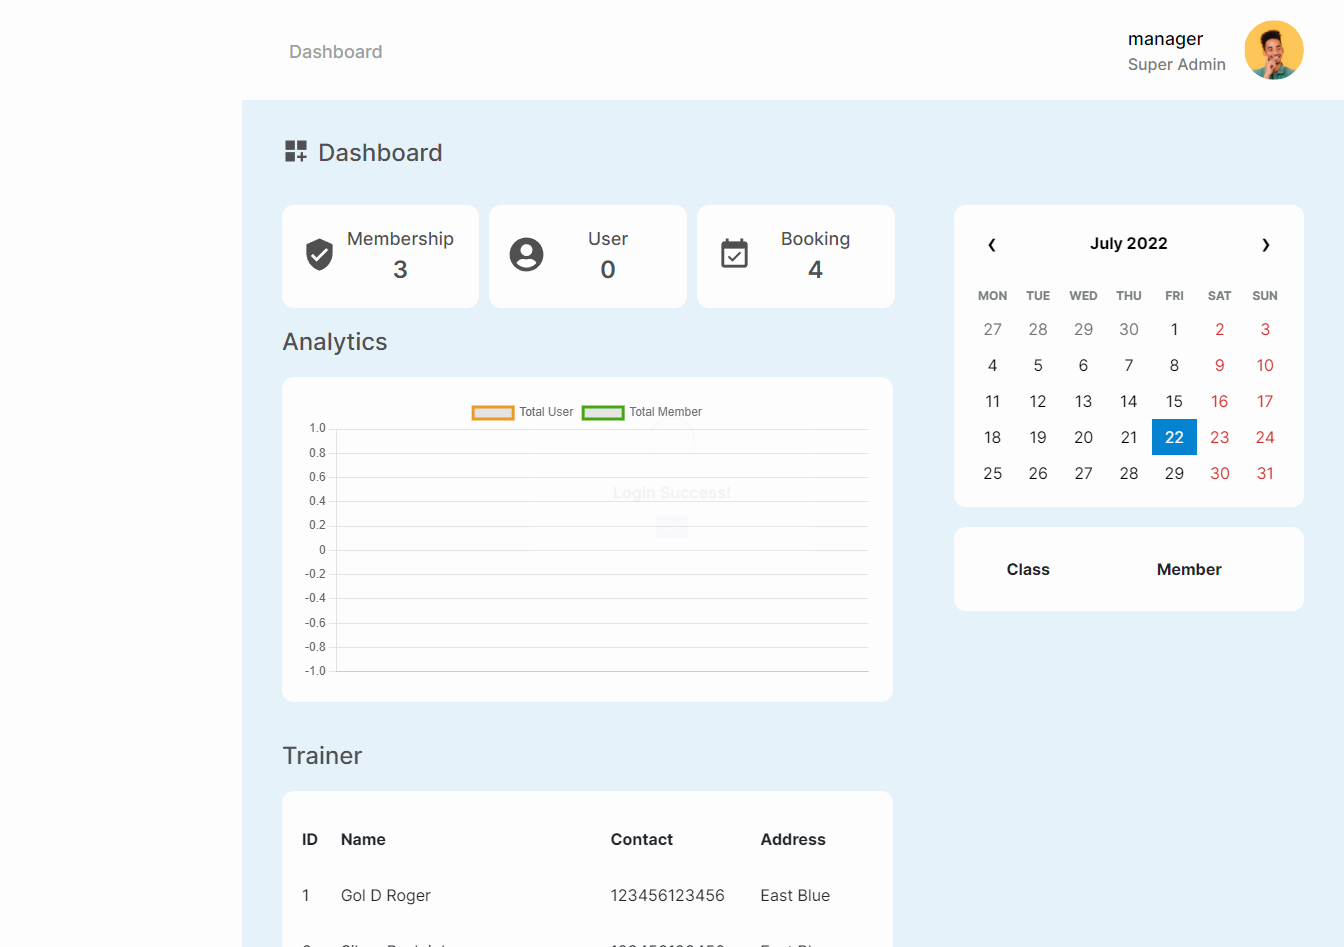 Dashboard
manager
Super Admin
Dashboard
Membership
3
User
0
Booking
4
Analytics
Total User Total Member
1.0
0.8
0.6
0.4
0.2
0
-0.2
-0.4
-0.6
-0.8
-1.0
Login Success!
July 2022
MON TUE WED THU FRI SAT SUN
27 28 29 30 1 2 3
4 5 6 7 8 9 10
11 12 13 14 15 16 17
18 19 20 21 22 23 24
25 26 27 28 29 30 31
Class Member
Trainer
ID Name Contact Address
1 Gol D Roger 123456123456 East Blue